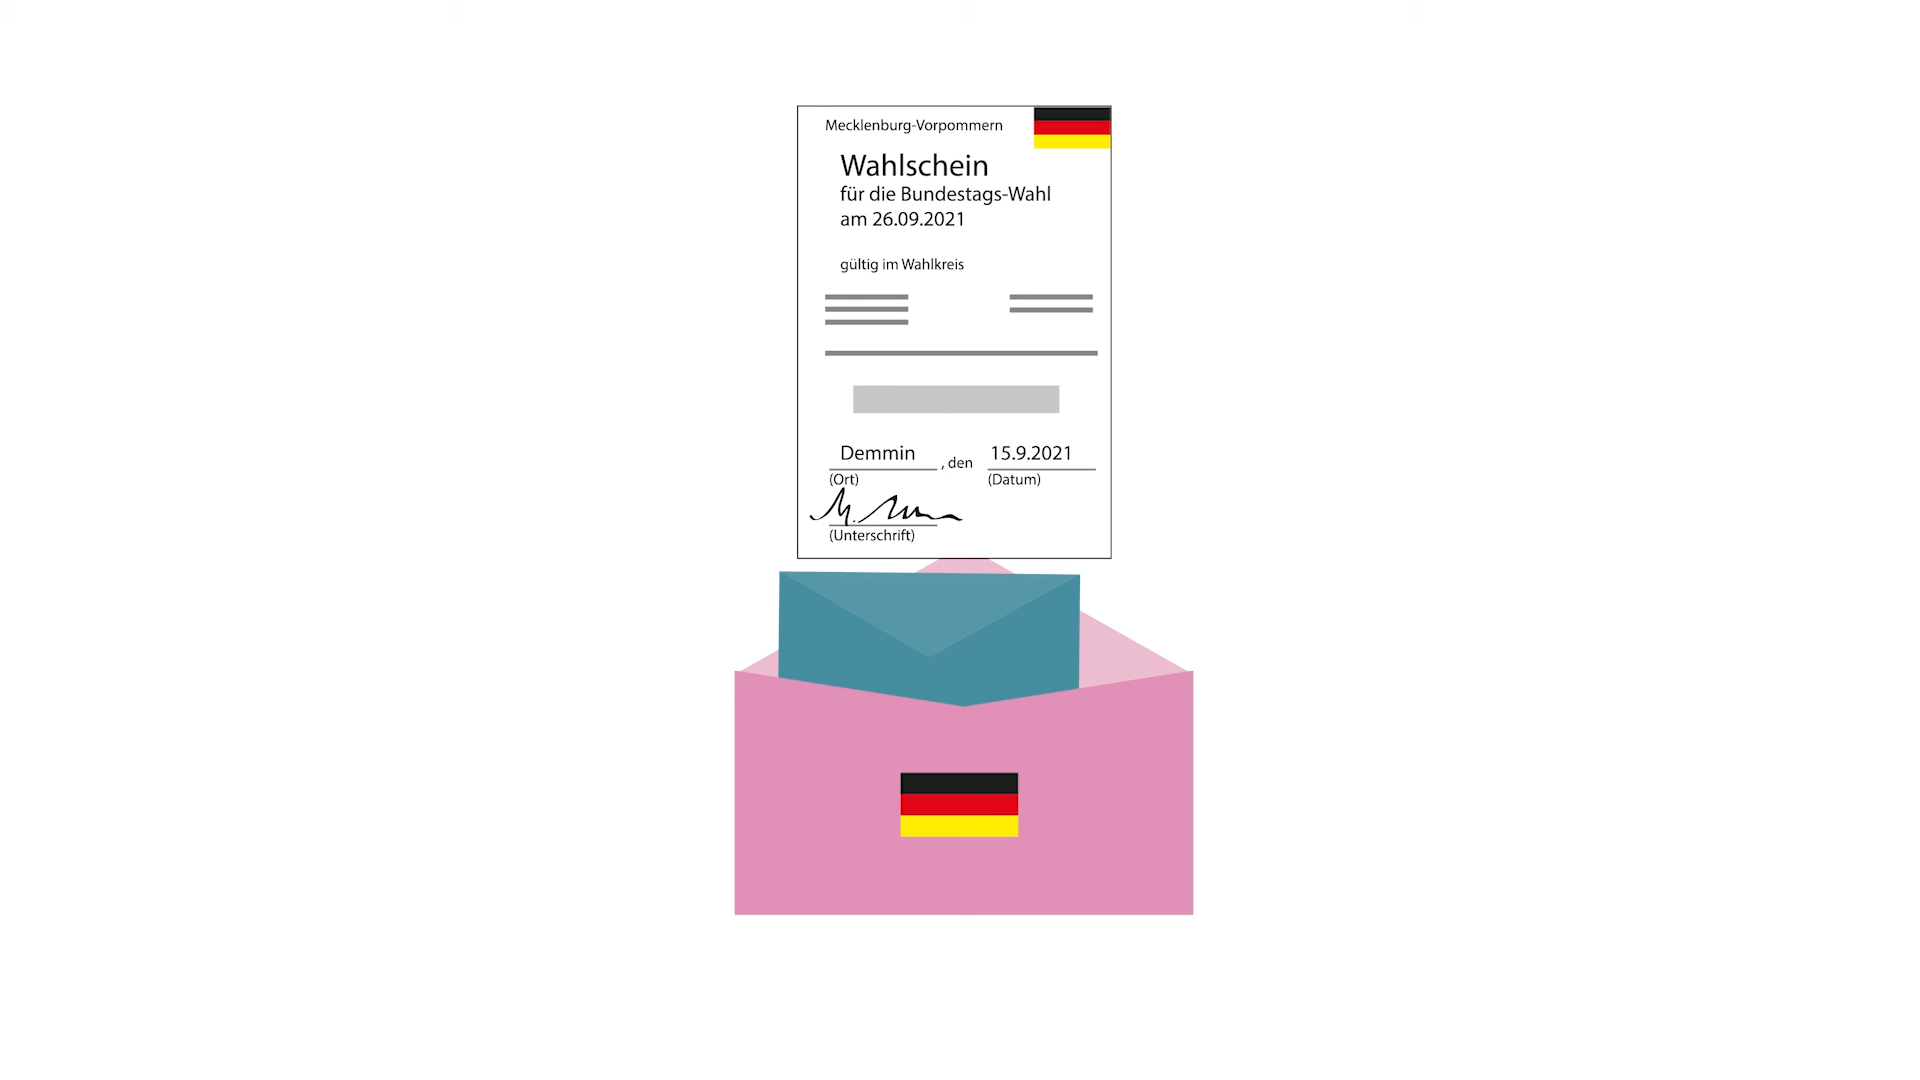 Mecklenburg-Vorpommern
Wahlschein
für die Bundestags-Wahl
am 26.09.2021
gültig im Wahlkreis
Demmin , den 15.9.2021
(Ort) (Datum)
(Unterschrift)